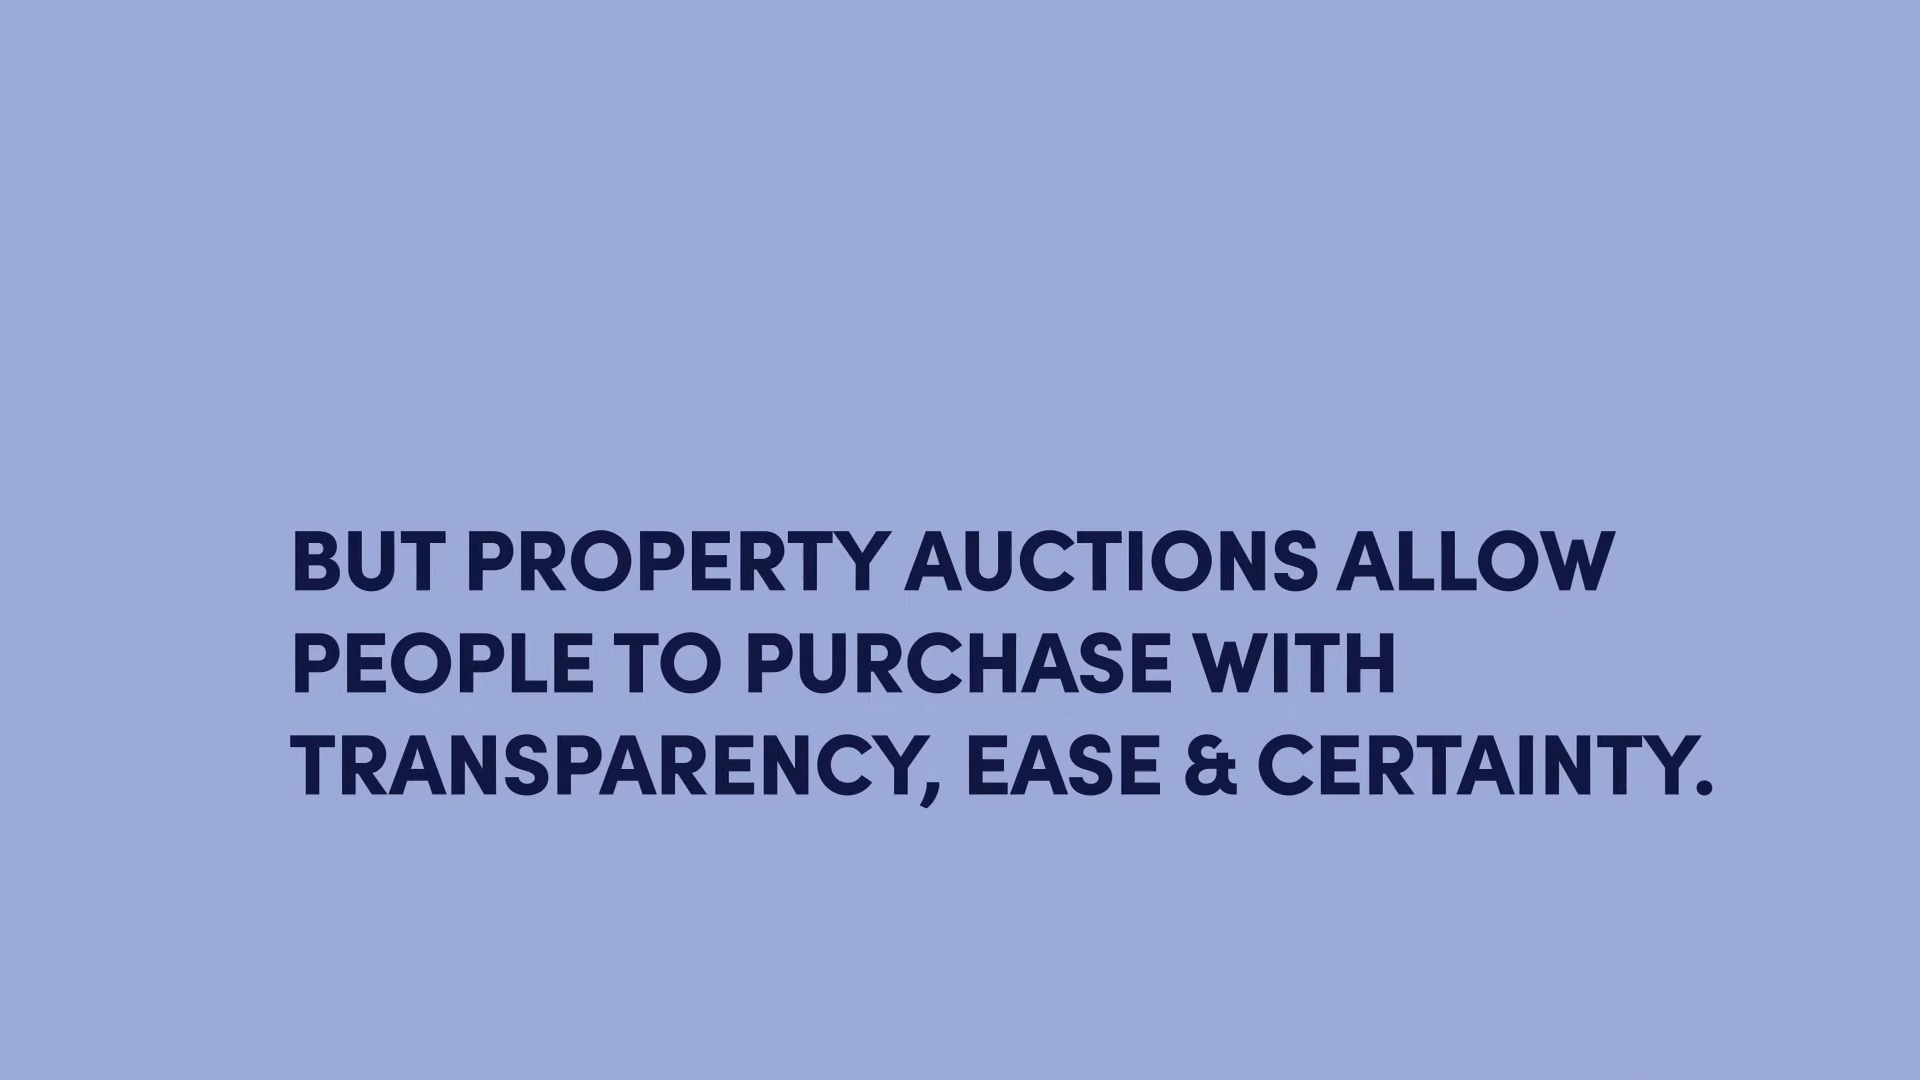 BUT PROPERTY AUCTIONS ALLOW
PEOPLE TO PURCHASE WITH
TRANSPARENCY, EASE & CERTAINTY.